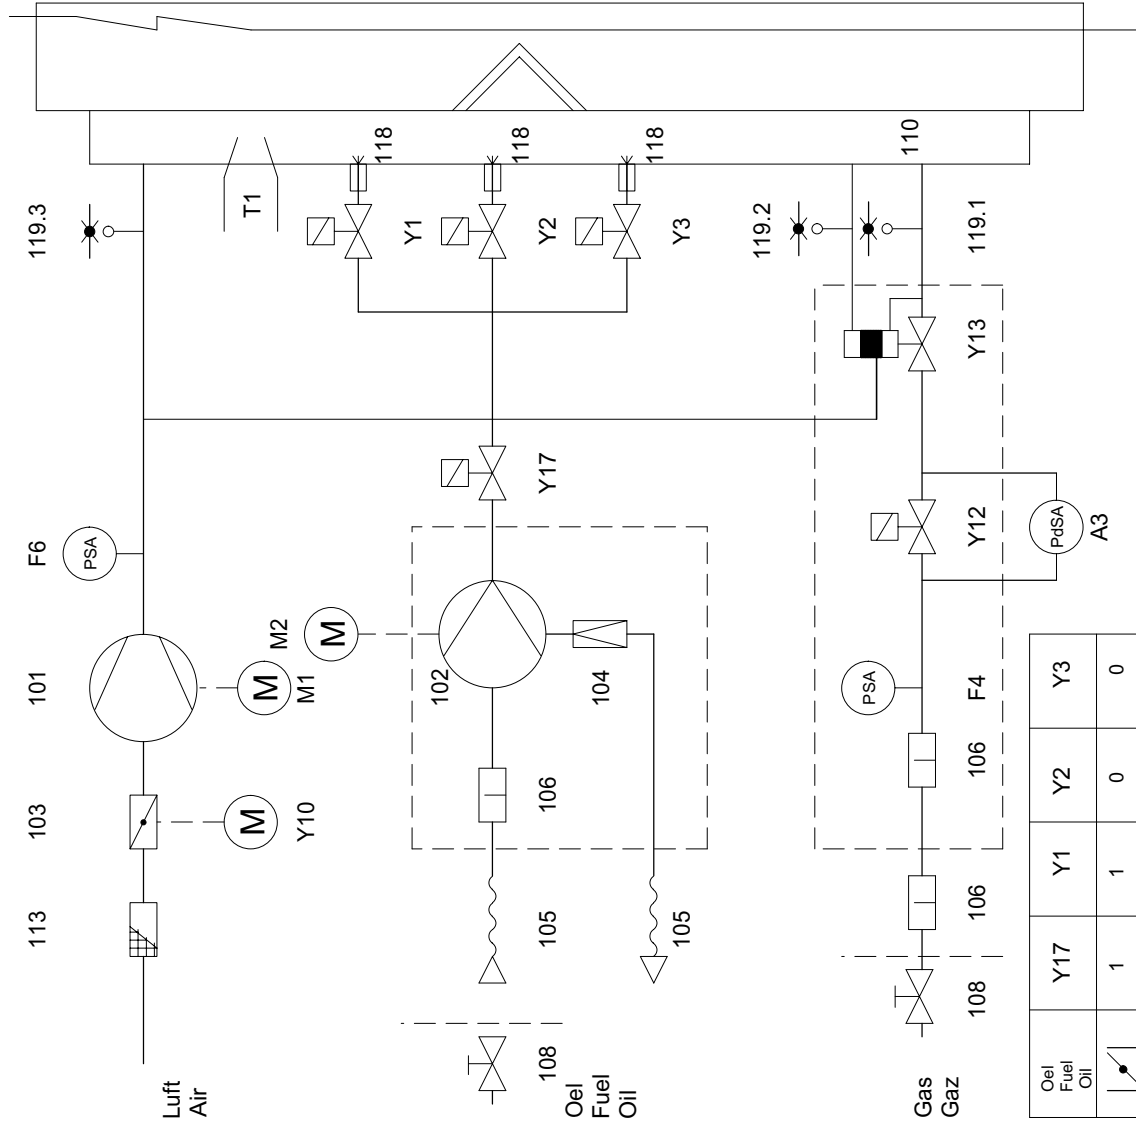 119.3
F6
PSA
101
103
113
Luft
Air
T1
M
M1
M
Y10
118
118
118
Y1
Y2
Y3
Y17
M2
M
102
104
106
105
105
108
Oel
Fuel
Oil
110
119.2
119.1
Y13
Y12
PdSA
A3
PSA
F4
106
106
108
Gas
Gaz
Oel
Fuel
Oil
Y17
Y1
Y2
Y3
1
1
0
0